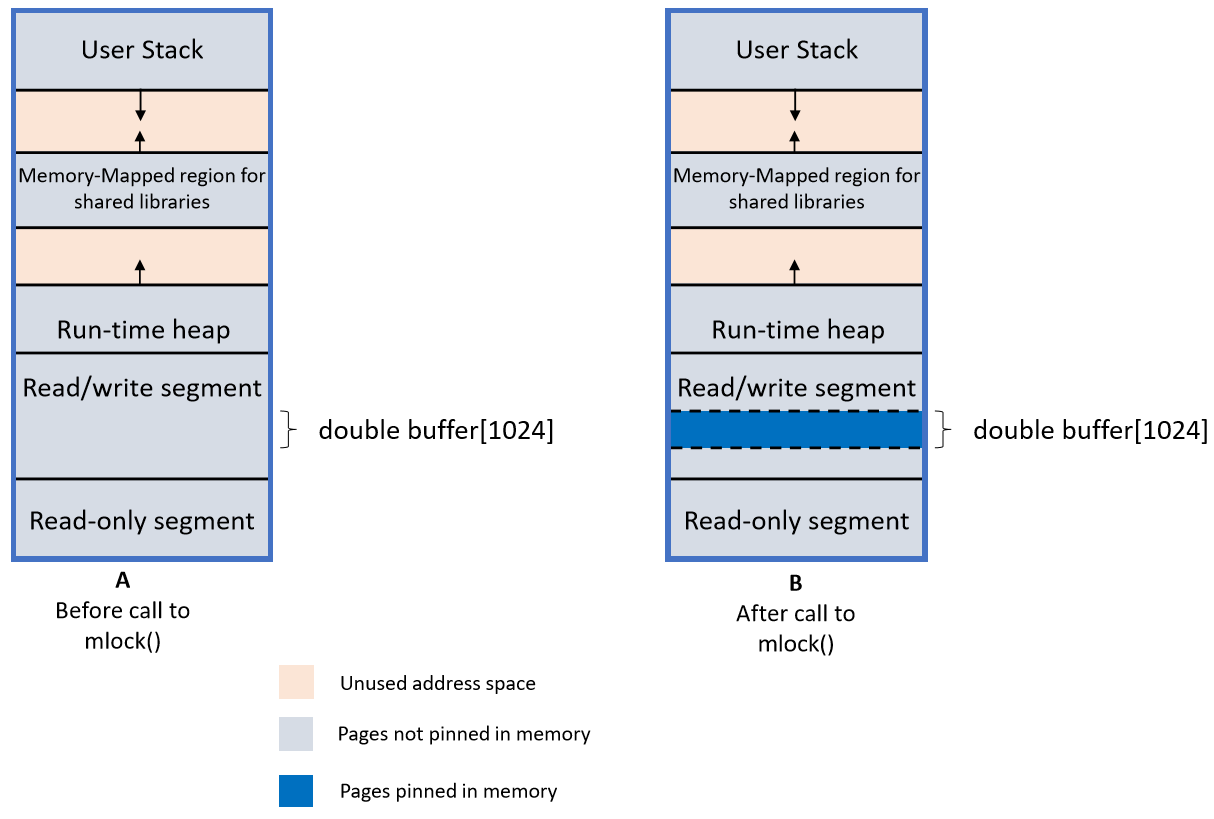 User Stack
Memory-Mapped region for
shared libraries
Run-time heap
Read/write segment
double buffer[1024]
Read-only segment
A
Before call to
mlock()
User Stack
Memory-Mapped region for
shared libraries
Run-time heap
Read/write segment
double buffer[1024]
Read-only segment
B
After call to
mlock()
Unused address space
Pages not pinned in memory
Pages pinned in memory